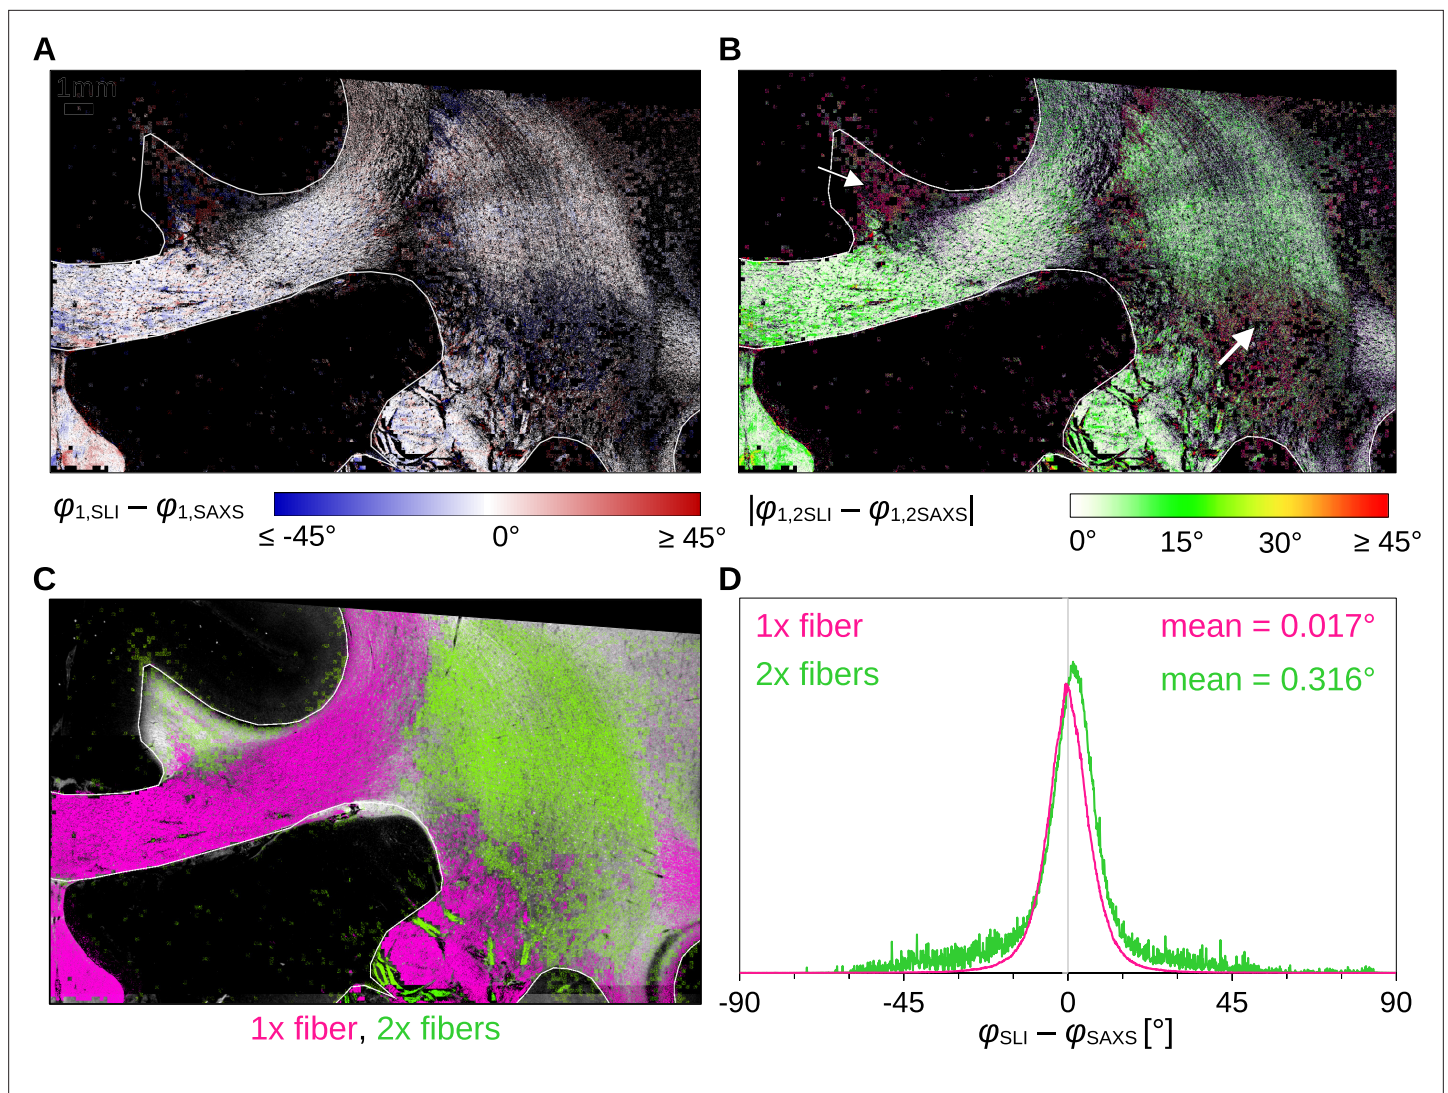 A
B
1mm
φ1,SLI – φ1,SAXS
≤ -45°
0°
≥ 45°
|φ1,2SLI – φ1,2SAXS|
0°
15°
30°
≥ 45°
C
D
1x fiber
mean = 0.017°
2x fibers
mean = 0.316°
-90
-45
0
45
90
1x fiber, 2x fibers
φSLI – φSAXS [°]